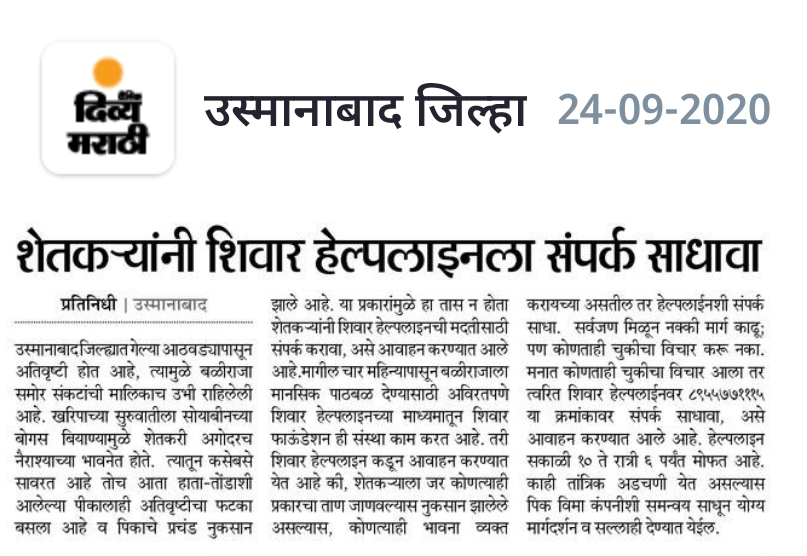 दैनिक
दिव्य
मराठी
उस्मानाबाद जिल्हा 24-09-2020
शेतकऱ्यांनी शिवार हेल्पलाइनला संपर्क साधावा
प्रतिनिधी | उस्मानाबाद
उस्मानाबाद जिल्ह्यात गेल्या आठवड्यापासून
अतिवृष्टी होत आहे, त्यामुळे बळीराजा
समोर संकटांची मालिकाच उभी राहिलेली
आहे. खरिपाच्या सुरुवातीला सोयाबीनच्या
बोगस बियाण्यामुळे शेतकरी अगोदरच
नैराश्याच्या भावनेत होते. त्यातून कसेबसे
सावरत आहे तोच आता हाता-तोंडाशी
आलेल्या पीकालाही अतिवृष्टीचा फटका
बसला आहे व पिकाचे प्रचंड नुकसान
झाले आहे. या प्रकारांमुळे हा तास न होता
शेतकऱ्यांनी शिवार हेल्पलाइनची मदतीसाठी
संपर्क करावा, असे आवाहन करण्यात आले
आहे.मागील चार महिन्यापासून बळीराजाला
मानसिक पाठबळ देण्यासाठी अविरतपणे
शिवार हेल्पलाइनच्या माध्यमातून शिवार
फाउंडेशन ही संस्था काम करत आहे. तरी
शिवार हेल्पलाइन कडून आवाहन करण्यात
येत आहे की, शेतकऱ्याला जर कोणत्याही
प्रकारचा ताण जाणवल्यास नुकसान झालेले
असल्यास, कोणत्याही भावना व्यक्त
करायच्या असतील तर हेल्पलाईनशी संपर्क
साधा. सर्वजण मिळून नक्की मार्ग काढू;
पण कोणताही चुकीचा विचार करू नका.
मनात कोणताही चुकीचा विचार आला तर
त्वरित शिवार हेल्पलाईनवर ८९५५७७१११५
या क्रमांकावर संपर्क साधावा, असे
आवाहन करण्यात आले आहे. हेल्पलाइन
सकाळी १० ते रात्री ६ पर्यंत मोफत आहे.
काही तांत्रिक अडचणी येत असल्यास
पिक विमा कंपनीशी समन्वय साधून योग्य
मार्गदर्शन व सल्लाही देण्यात येईल.